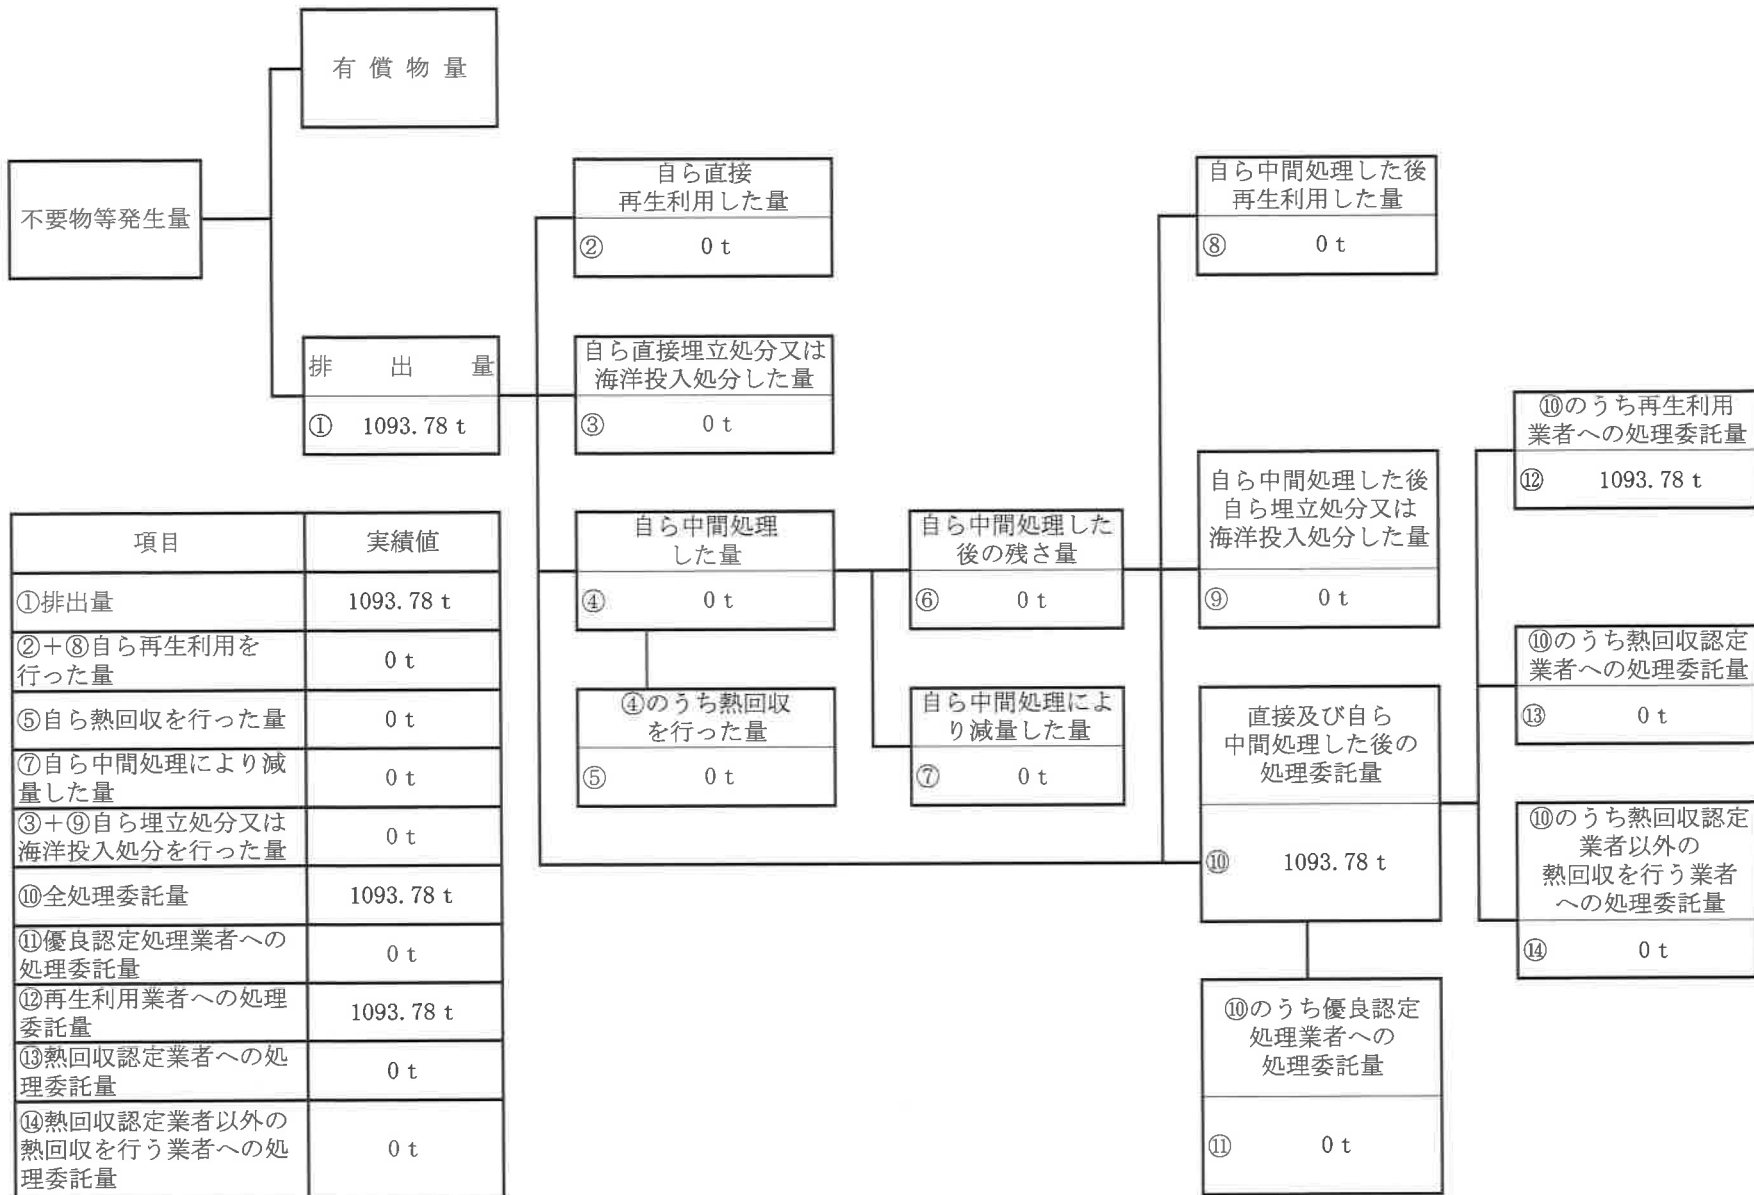 有償物量
不要物等発生量
排出量
① 1093.78 t
自ら直接
再生利用した量
② 0 t
自ら直接埋立処分又は
海洋投入処分した量
③ 0 t
自ら中間処理
した量
④ 0 t
④のうち熱回収
を行った量
⑤ 0 t
自ら中間処理した
後の残さ量
⑥ 0 t
自ら中間処理によ
り減量した量
⑦ 0 t
自ら中間処理した後
再生利用した量
⑧ 0 t
自ら中間処理した後
自ら埋立処分又は
海洋投入処分した量
⑨ 0 t
直接及び自ら
中間処理した後の
処理委託量
⑩ 1093.78 t
⑩のうち優良認定
処理業者への
処理委託量
⑪ 0 t
⑩のうち再生利用
業者への処理委託量
⑫ 1093.78 t
⑩のうち熱回収認定
業者への処理委託量
⑬ 0 t
⑩のうち熱回収認定
業者以外の
熱回収を行う業者
への処理委託量
⑭ 0 t
項目 実績値
①排出量 1093.78 t
②+⑧自ら再生利用を
行った量 0 t
⑤自ら熱回収を行った量 0 t
⑦自ら中間処理により減
量した量 0 t
③+⑨自ら埋立処分又は
海洋投入処分を行った量 0 t
⑩全処理委託量 1093.78 t
⑪優良認定処理業者への
処理委託量 0 t
⑫再生利用業者への処理
委託量 1093.78 t
⑬熱回収認定業者への処
理委託量 0 t
⑭熱回収認定業者以外の
熱回収を行う業者への処
理委託量 0 t